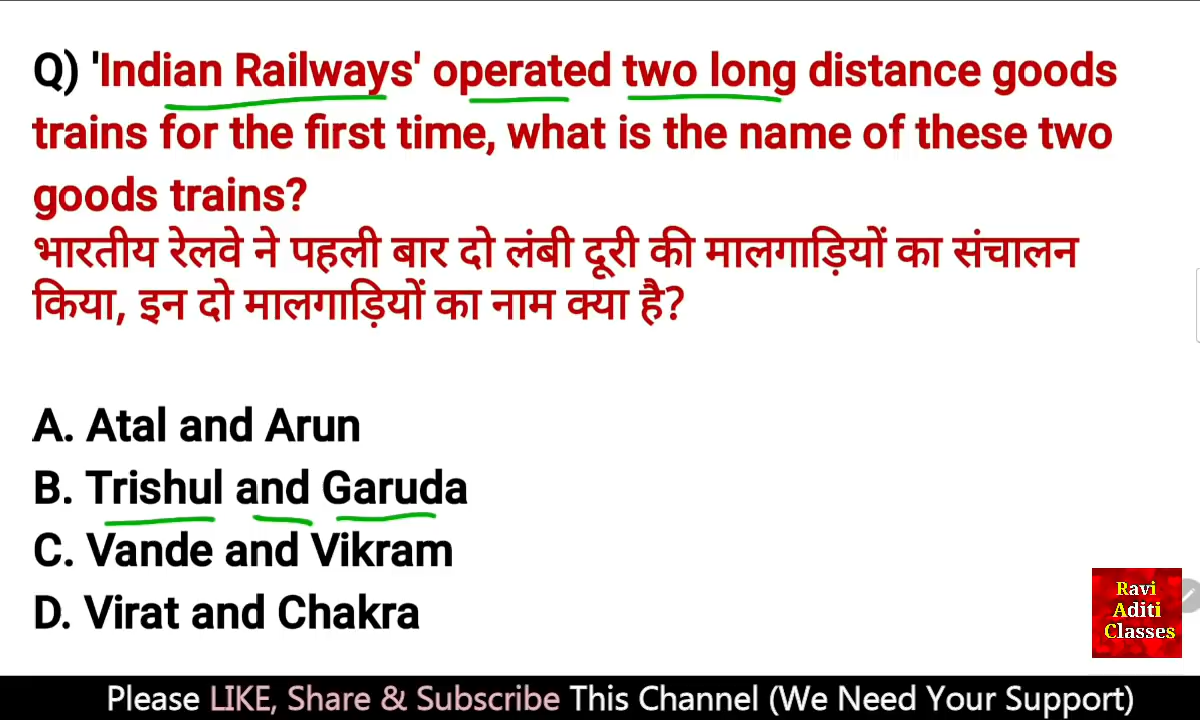 Q) 'Indian Railways' operated two long distance goods
trains for the first time, what is the name of these two
goods trains?
भारतीय रेलवे ने पहली बार दो लंबी दूरी की मालगाड़ियों का संचालन
किया, इन दो मालगाड़ियों का नाम क्या है?
A. Atal and Arun
B. Trishul and Garuda
C. Vande and Vikram
D. Virat and Chakra
Ravi
Aditi
Classes
Please LIKE, Share & Subscribe This Channel (We Need Your Support)